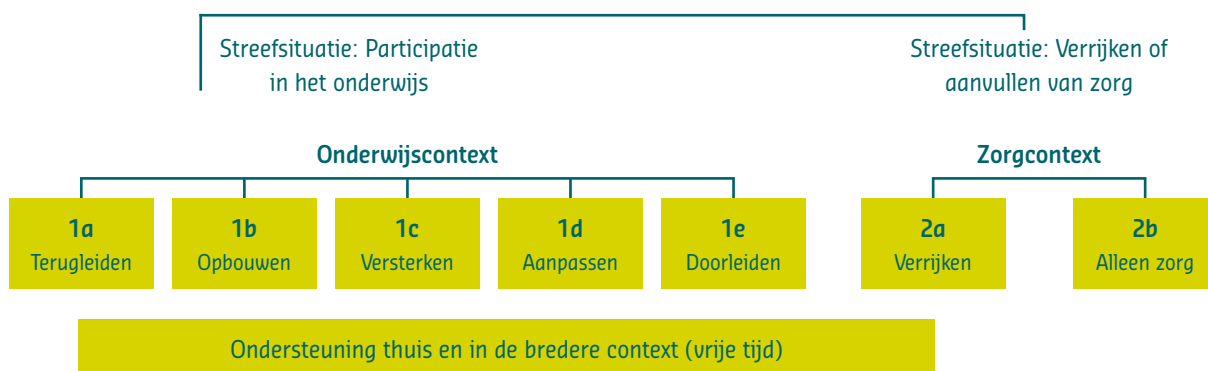 Streefsituatie: Participatie
in het onderwijs
Streefsituatie: Verrijken of
aanvullen van zorg
Onderwijscontext
Zorgcontext
1a
Terugleiden
1b
Opbouwen
1c
Versterken
1d
Aanpassen
1e
Doorleiden
2a
Verrijken
2b
Alleen zorg
Ondersteuning thuis en in de bredere context (vrije tijd)